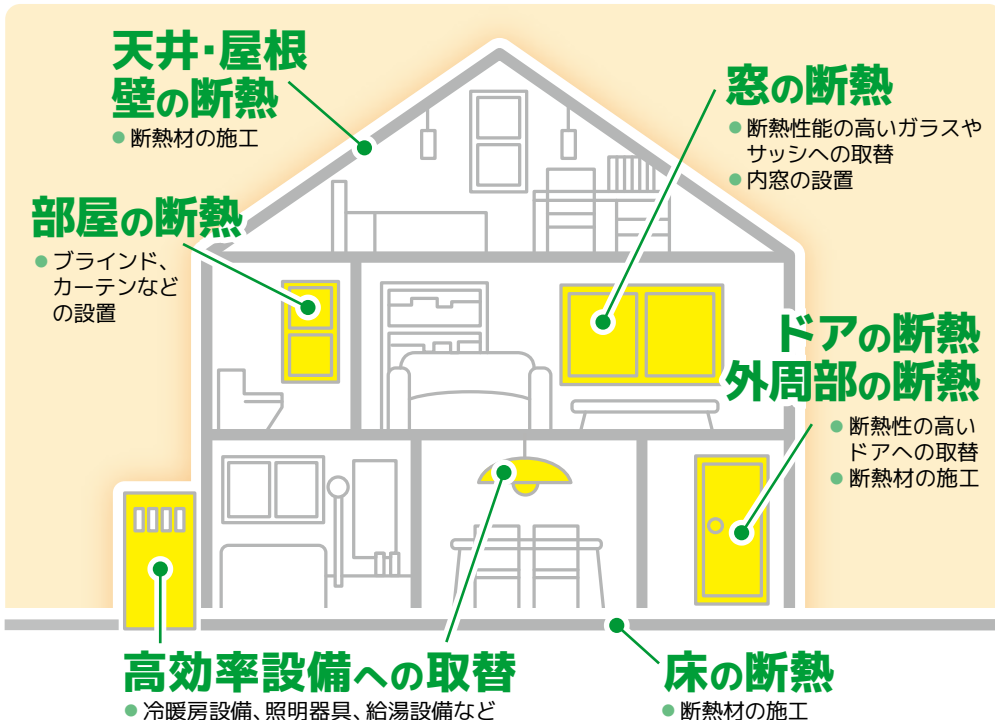 天井・屋根
壁の断熱
● 断熱材の施工
窓の断熱
● 断熱性能の高いガラスや
サッシへの取替
● 内窓の設置
部屋の断熱
● ブラインド、
カーテンなど
の設置
ドアの断熱
外周部の断熱
● 断熱性の高い
ドアへの取替
● 断熱材の施工
高効率設備への取替
● 冷暖房設備、照明器具、給湯設備など
床の断熱
● 断熱材の施工